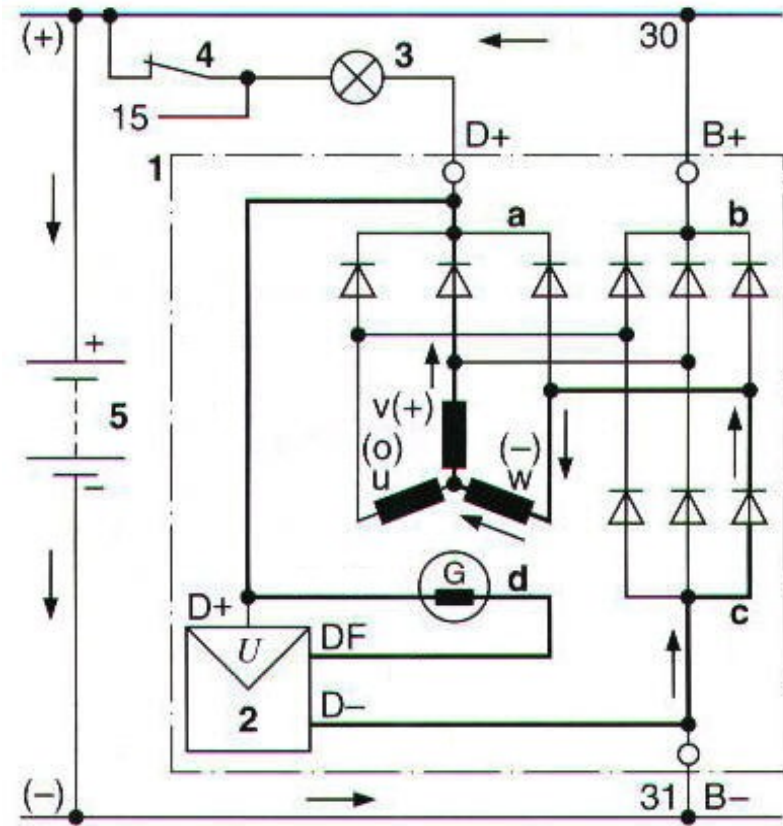 (+) 4 3 30
15 D+ B+
1
a b
+
5
−
v(+)
(o) (−)
u w
G d
D+ DF c
U
2 D−
(−) 31 B−